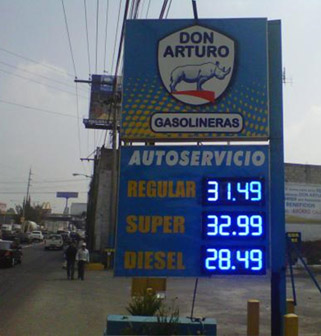 DON
ARTURO
GASOLINERAS
AUTOSERVICIO
REGULAR 31.49
SUPER 32.99
DIESEL 28.49